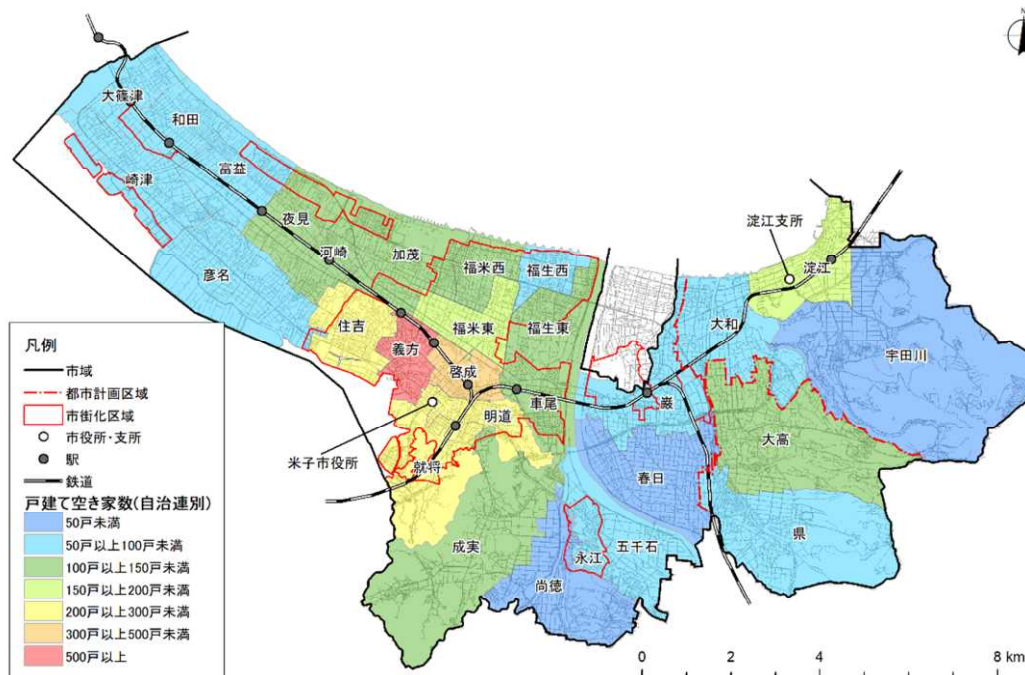 N
大篠津
和田
崎津
富益
夜見
彦名
河崎
加茂
福米西
福生西
淀江支所
淀江
住吉
福米東
福生東
大和
宇田川
義方
啓成
車尾
巌
明道
大高
米子市役所
就将
春日
成実
永江
五千石
県
尚徳
凡例
市域
都市計画区域
市街化区域
市役所・支所
駅
鉄道
戸建て空き家数(自治連別)
50戸未満
50戸以上100戸未満
100戸以上150戸未満
150戸以上200戸未満
200戸以上300戸未満
300戸以上500戸未満
500戸以上
0 2 4 8 km